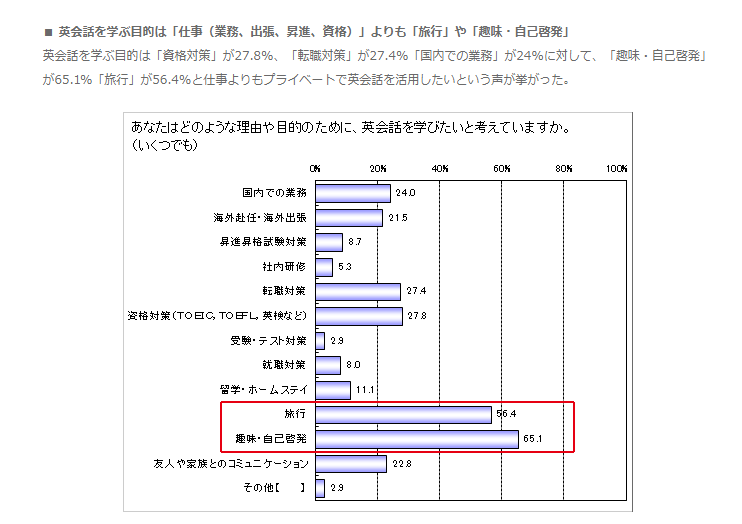 ■ 英会話を学ぶ目的は「仕事（業務、出張、昇進、資格）」よりも「旅行」や「趣味・自己啓発」
英会話を学ぶ目的は「資格対策」が27.8%、「転職対策」が27.4%「国内での業務」が24%に対して、「趣味・自己啓発」
が65.1%「旅行」が56.4%と仕事よりもプライベートで英会話を活用したいという声が挙がった。
あなたはどのような理由や目的のために、英会話を学びたいと考えていますか。
（いくつでも）
0% 20% 40% 60% 80% 100%
国内での業務 24.0
海外赴任・海外出張 21.5
昇進昇格試験対策 8.7
社内研修 5.3
転職対策 27.4
資格対策（TOEIC，TOEFL，英検など） 27.8
受験・テスト対策 2.9
就職対策 8.0
留学・ホームステイ 11.1
旅行 56.4
趣味・自己啓発 65.1
友人や家族とのコミュニケーション 22.8
その他【　　】 2.9